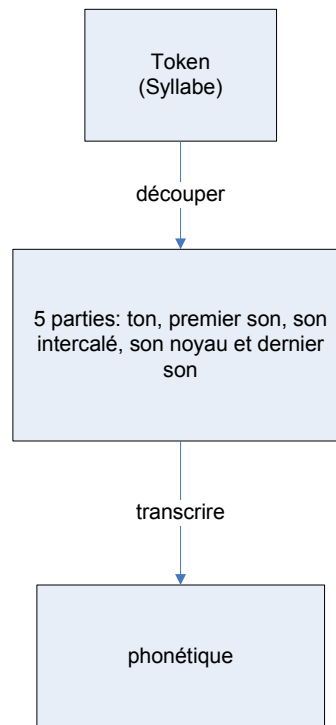 Token
(Syllabe)
découper
5 parties: ton, premier son, son
intercalé, son noyau et dernier
son
transcrire
phonétique